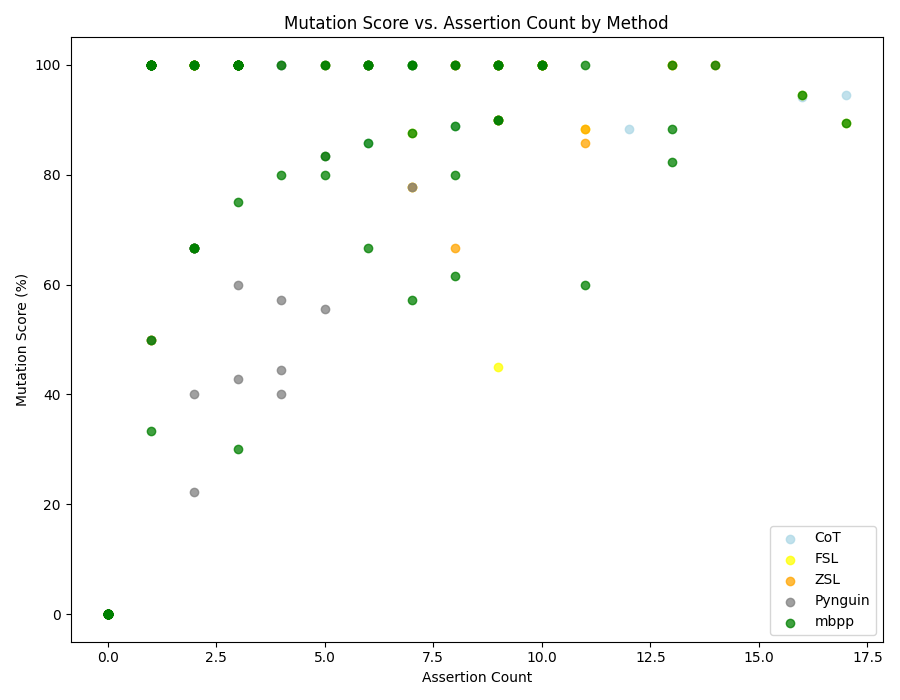 Mutation Score vs. Assertion Count by Method
Mutation Score (%)
100
80
60
40
20
0
0.0 2.5 5.0 7.5 10.0 12.5 15.0 17.5
Assertion Count
CoT
FSL
ZSL
Pynguin
mbpp